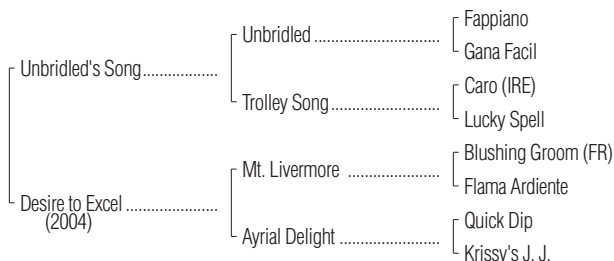 Fappiano
Unbridled ............................
Gana Facil
Unbridled's Song.................
Caro (IRE)
Trolley Song........................
Lucky Spell
Blushing Groom (FR)
Mt. Livermore ....................
Flama Ardiente
Desire to Excel ....................
(2004)
Quick Dip
Ayrial Delight ......................
Krissy's J. J.